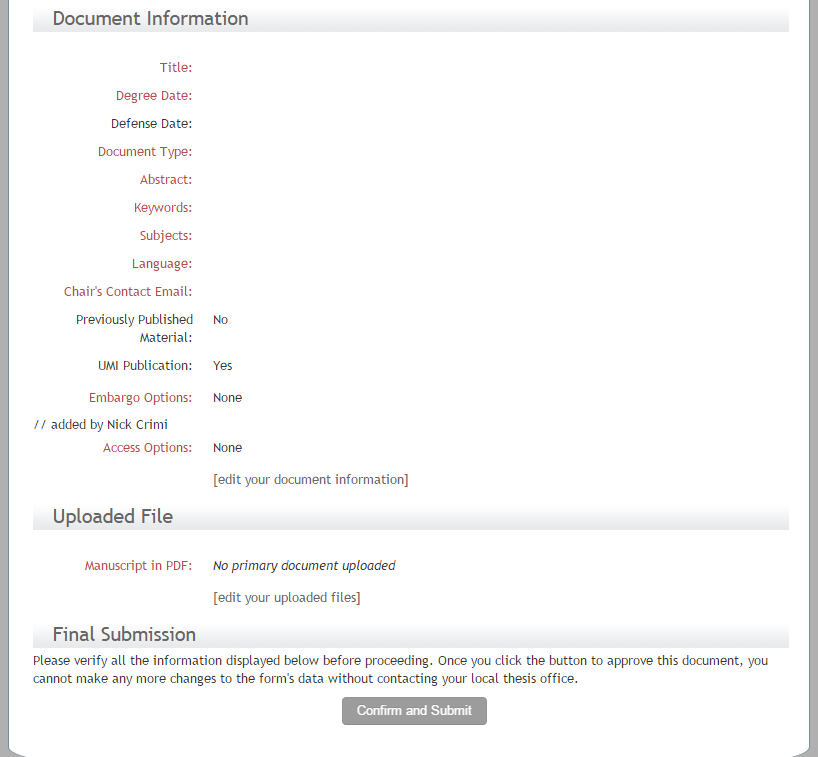 Document Information
Title:
Degree Date:
Defense Date:
Document Type:
Abstract:
Keywords:
Subjects:
Language:
Chair's Contact Email:
Previously Published No
Material:
UMI Publication: Yes
Embargo Options: None
// added by Nick Crimi
Access Options: None
[edit your document information]
Uploaded File
Manuscript in PDF: No primary document uploaded
[edit your uploaded files]
Final Submission
Please verify all the information displayed below before proceeding. Once you click the button to approve this document, you
cannot make any more changes to the form's data without contacting your local thesis office.
Confirm and Submit